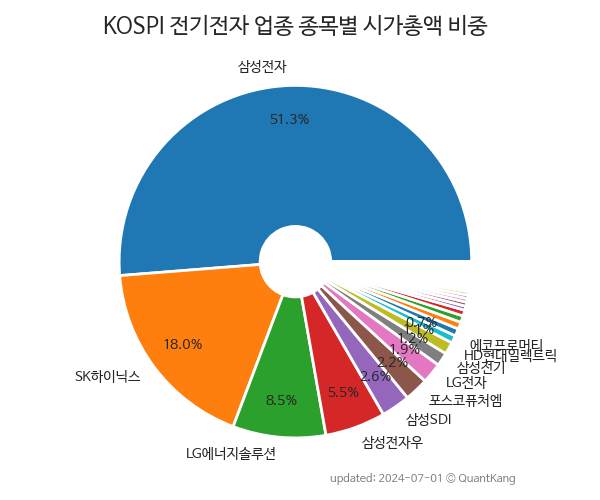 KOSPI 전기전자 업종 종목별 시가총액 비중
삼성전자
51.3%
SK하이닉스
18.0%
LG에너지솔루션
8.5%
삼성전자우
5.5%
삼성SDI
2.6%
포스코퓨처엠
2.2%
LG전자
1.9%
삼성전기
1.2%
HD현대일렉트릭
1.1%
에코프로머티
0.7%
updated: 2024-07-01 © QuantKang